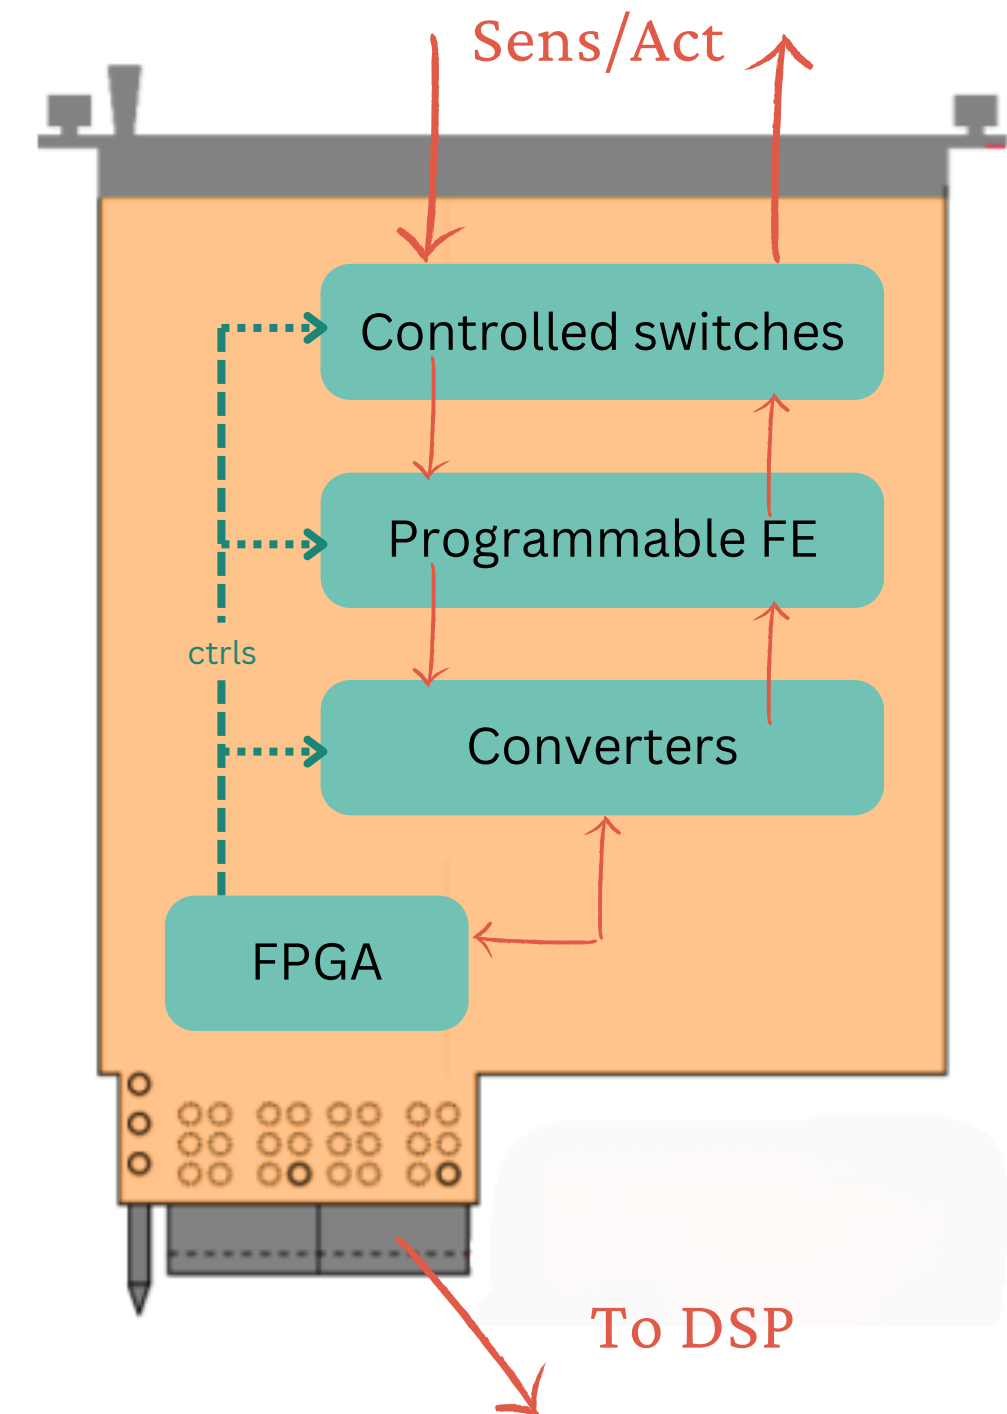 Sens/Act
Controlled switches
Programmable FE
ctrls
Converters
FPGA
To DSP